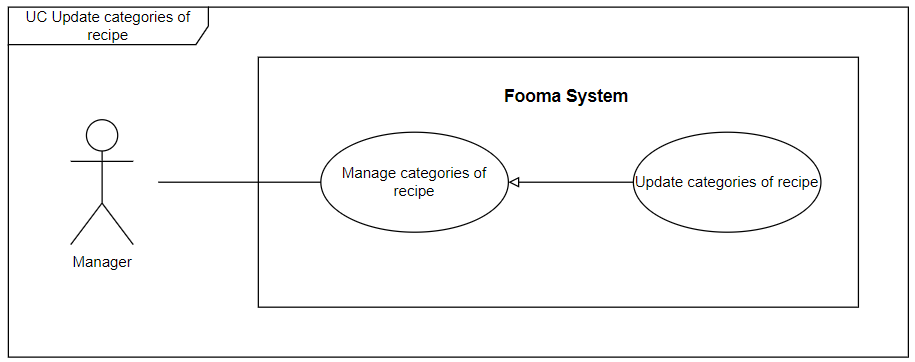 UC Update categories of
recipe
Fooma System
Manage categories of
recipe
Update categories of recipe
Manager